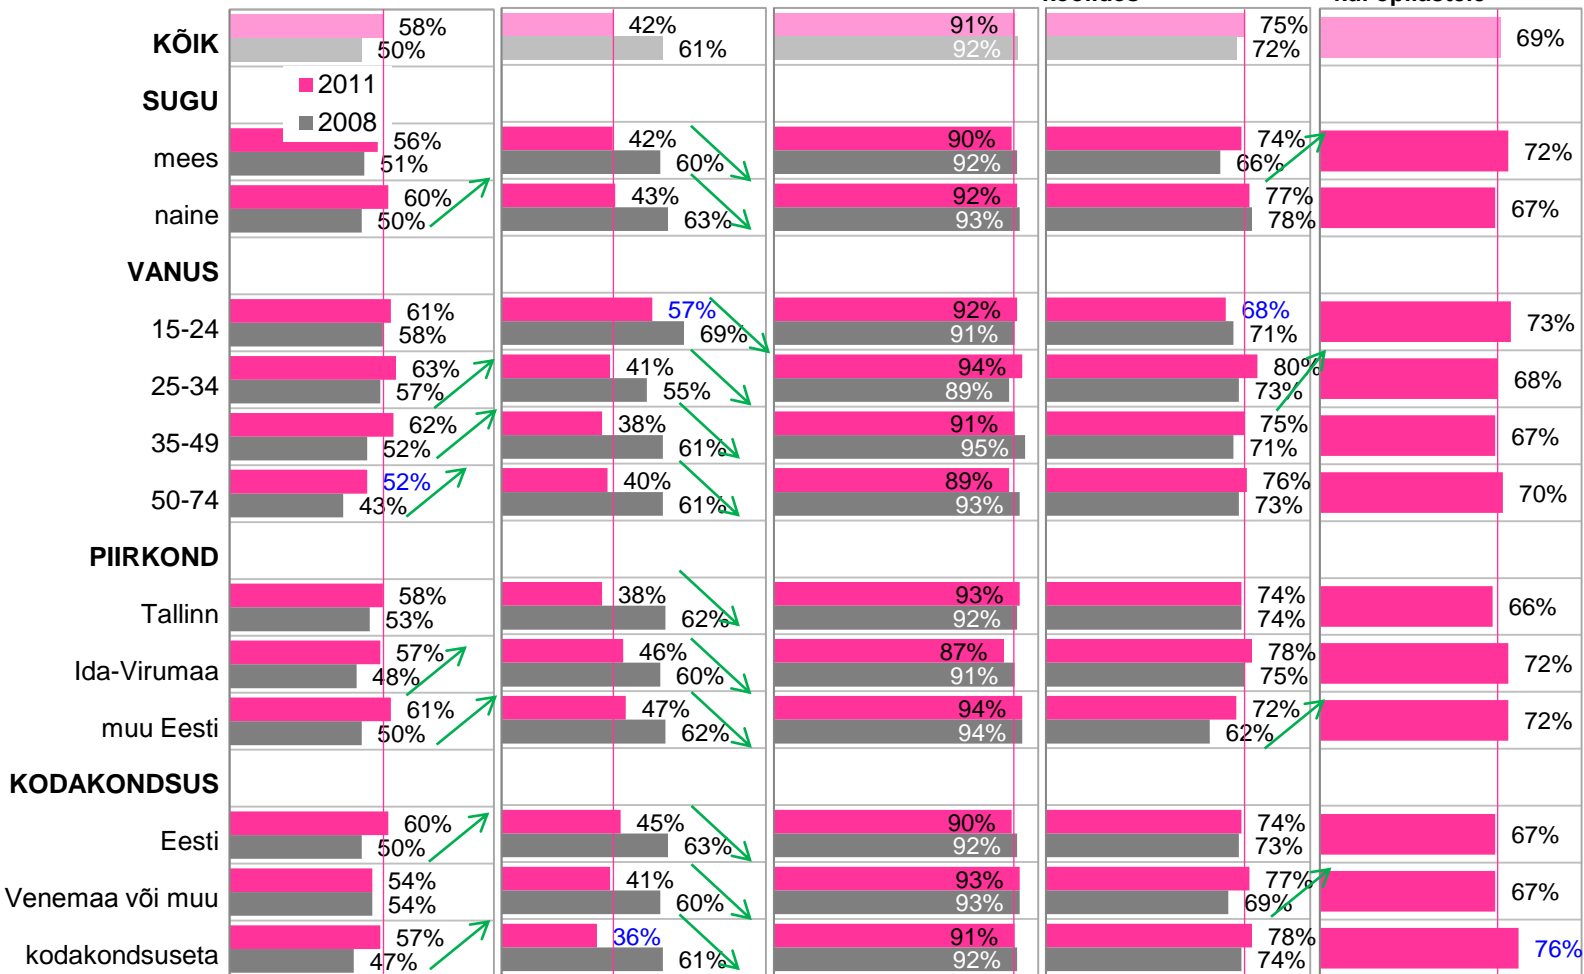 KÕIK 58% 42% 91% 75% 69%
50% 61% 92% 72%
2011
SUGU
2008
mees 56% 42% 90% 74% 72%
51% 60% 92% 66%
naine 60% 43% 92% 77% 67%
50% 63% 93% 78%
VANUS
15-24 61% 57% 92% 68% 73%
58% 69% 91% 71%
25-34 63% 41% 94% 80% 68%
57% 55% 89% 73%
35-49 62% 38% 91% 75% 67%
52% 61% 95% 71%
50-74 52% 40% 89% 76% 70%
43% 61% 93% 73%
PIIRKOND
Tallinn 58% 38% 93% 74% 66%
53% 62% 92% 74%
Ida-Virumaa 57% 46% 87% 78% 72%
48% 60% 91% 75%
muu Eesti 61% 47% 94% 72% 72%
50% 62% 94% 62%
KODAKONDSUS
Eesti 60% 45% 90% 74% 67%
50% 63% 92% 73%
Venemaa või muu 54% 41% 93% 77% 67%
54% 60% 93% 69%
kodakondsuseta 57% 36% 91% 78% 76%
47% 61% 92% 74%